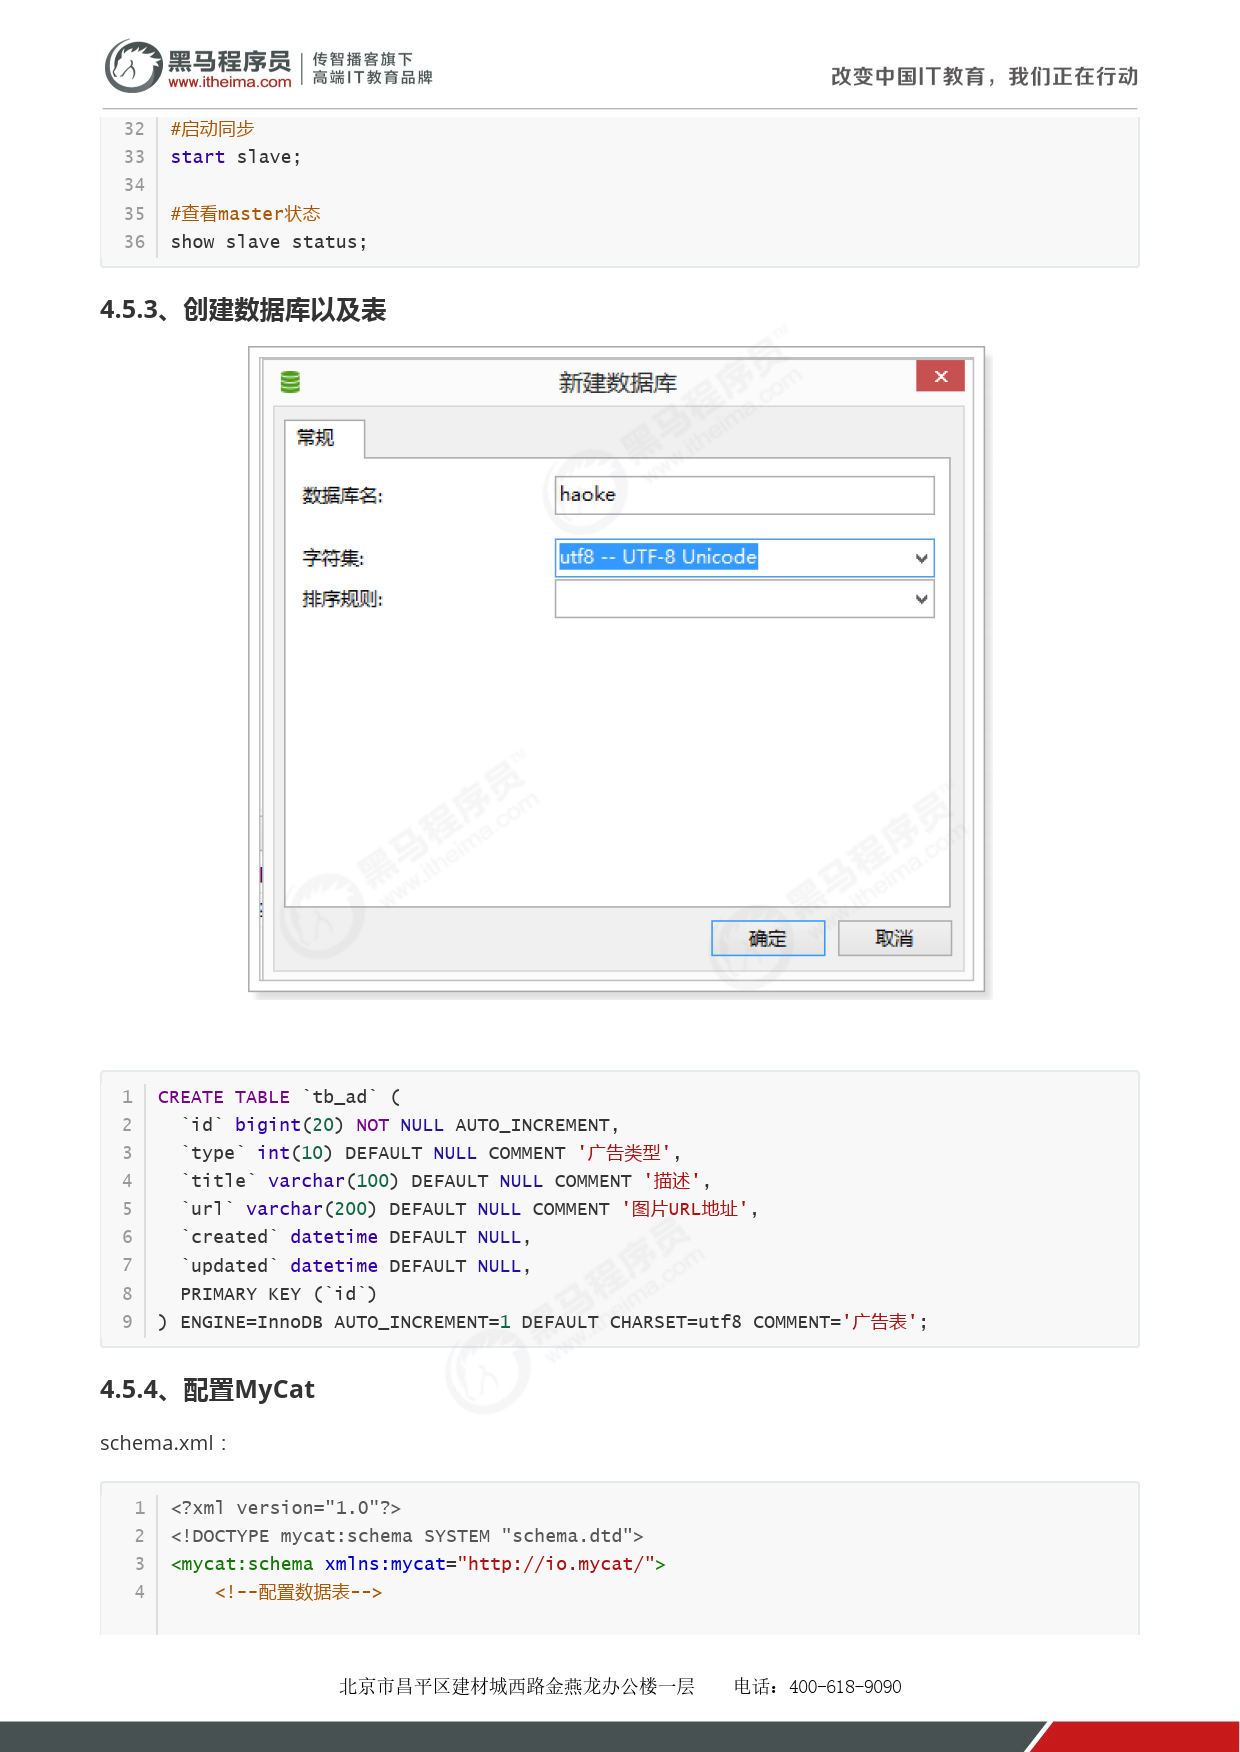 黑马程序员
www.itheima.com
传智播客旗下
高端IT教育品牌
改变中国IT教育，我们正在行动
32 #启动同步
33 start slave;
34
35 #查看master状态
36 show slave status;
4.5.3、创建数据库以及表
新建数据库
常规
数据库名: haoke
字符集: utf8 -- UTF-8 Unicode
排序规则:
确定 取消
1 CREATE TABLE `tb_ad` (
2 `id` bigint(20) NOT NULL AUTO_INCREMENT,
3 `type` int(10) DEFAULT NULL COMMENT '广告类型',
4 `title` varchar(100) DEFAULT NULL COMMENT '描述',
5 `url` varchar(200) DEFAULT NULL COMMENT '图片URL地址',
6 `created` datetime DEFAULT NULL,
7 `updated` datetime DEFAULT NULL,
8 PRIMARY KEY (`id`)
9 ) ENGINE=InnoDB AUTO_INCREMENT=1 DEFAULT CHARSET=utf8 COMMENT='广告表';
4.5.4、配置MyCat
schema.xml：
1 <?xml version="1.0"?>
2 <!DOCTYPE mycat:schema SYSTEM "schema.dtd">
3 <mycat:schema xmlns:mycat="http://io.mycat/">
4 <!--配置数据表-->
北京市昌平区建材城西路金燕龙办公楼一层 电话：400-618-9090